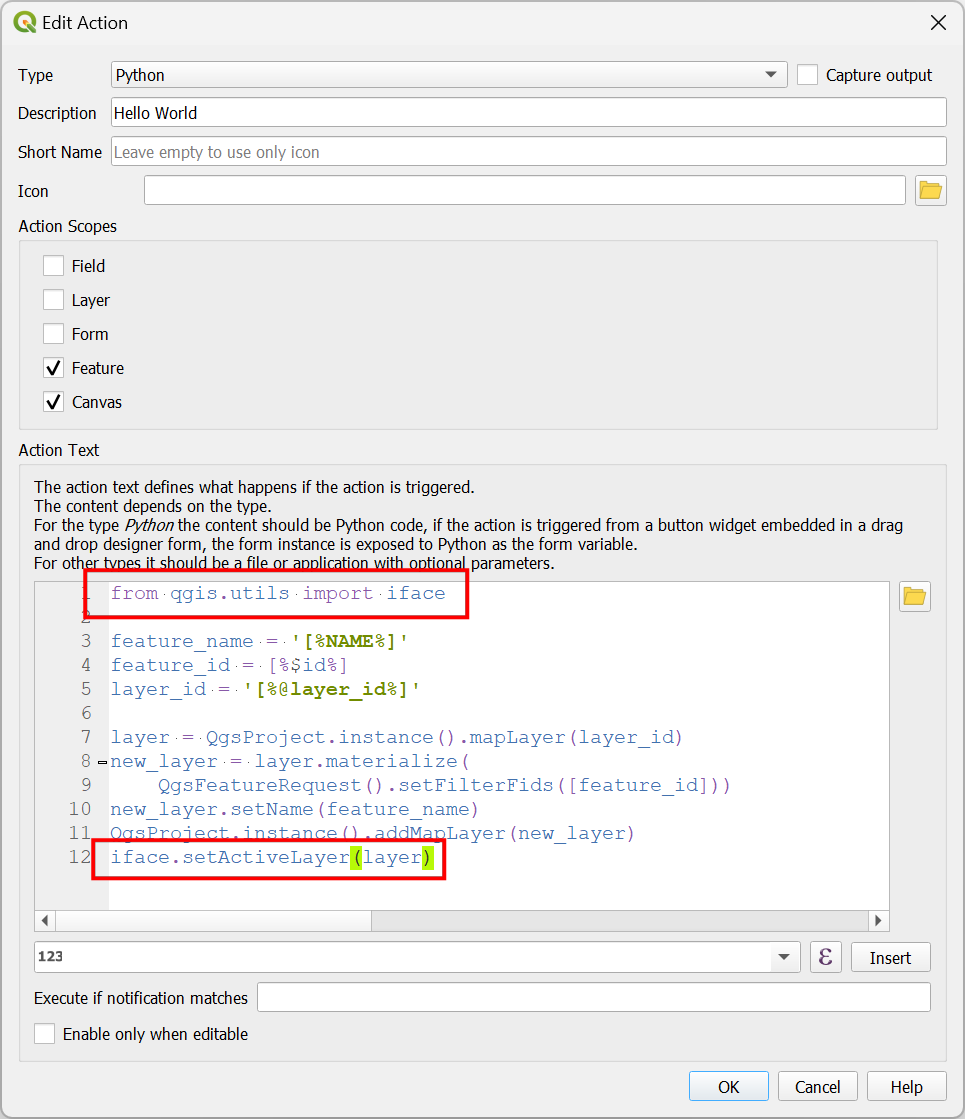 Edit Action
Type
Python
Capture output
Description
Hello World
Short Name
Leave empty to use only icon
Icon
Action Scopes
Field
Layer
Form
Feature
Canvas
Action Text
The action text defines what happens if the action is triggered.
The content depends on the type.
For the type Python the content should be Python code, if the action is triggered from a button widget embedded in a drag
and drop designer form, the form instance is exposed to Python as the form variable.
For other types it should be a file or application with optional parameters.
1 from qgis.utils import iface
2
3 feature_name = '[%NAME%]'
4 feature_id = [%$id%]
5 layer_id = '[%@layer_id%]'
6
7 layer = QgsProject.instance().mapLayer(layer_id)
8 new_layer = layer.materialize(
9     QgsFeatureRequest().setFilterFids([feature_id]))
10 new_layer.setName(feature_name)
11 QgsProject.instance().addMapLayer(new_layer)
12 iface.setActiveLayer(layer)
123
ε
Insert
Execute if notification matches
Enable only when editable
OK
Cancel
Help